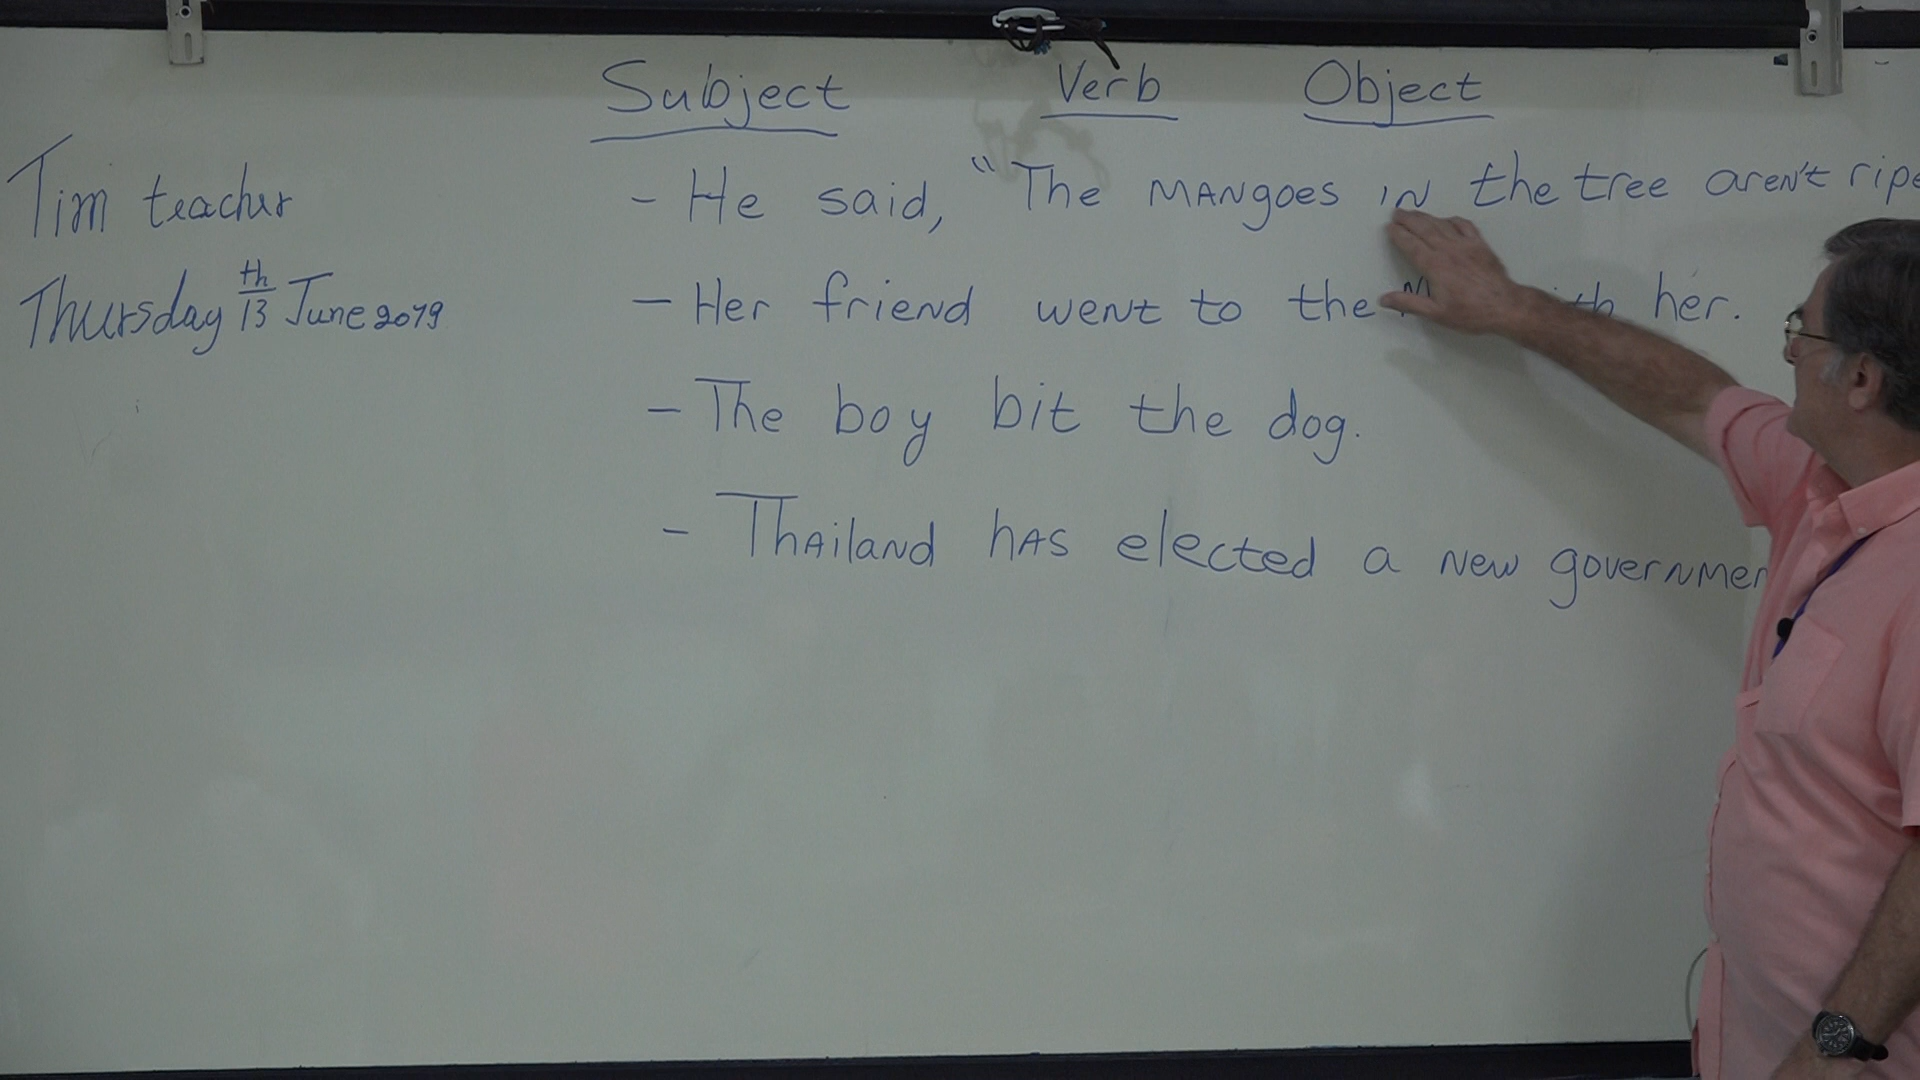 Subject Verb Object
Tim teacher
Thursday 13th June 2019
- He said, "The MANgoes iN the tree aren't ripe
- Her friend went to the her.
- The boy bit the dog.
- Thailand has elected a new